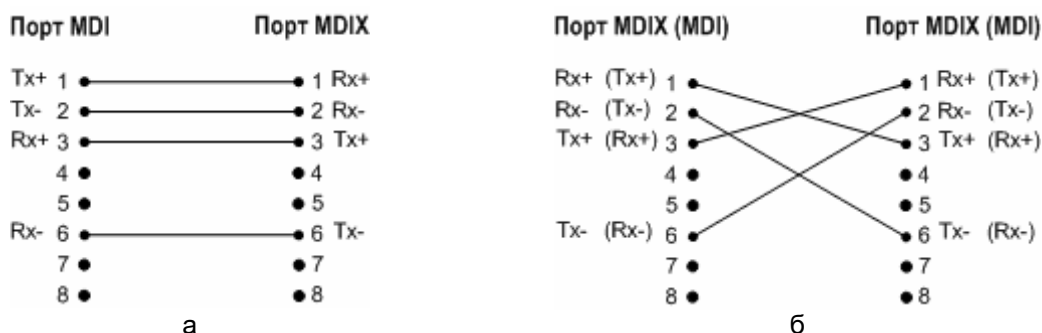 Порт MDI Порт MDIX
Tx+ 1 1 Rx+
Tx- 2 2 Rx-
Rx+ 3 3 Tx+
4 4
5 5
Rx- 6 6 Tx-
7 7
8 8
а
Порт MDIX (MDI) Порт MDIX (MDI)
Rx+ (Tx+) 1 1 Rx+ (Tx+)
Rx- (Tx-) 2 2 Rx- (Tx-)
Tx+ (Rx+) 3 3 Tx+ (Rx+)
4 4
5 5
Tx- (Rx-) 6 6 Tx- (Rx-)
7 7
8 8
б